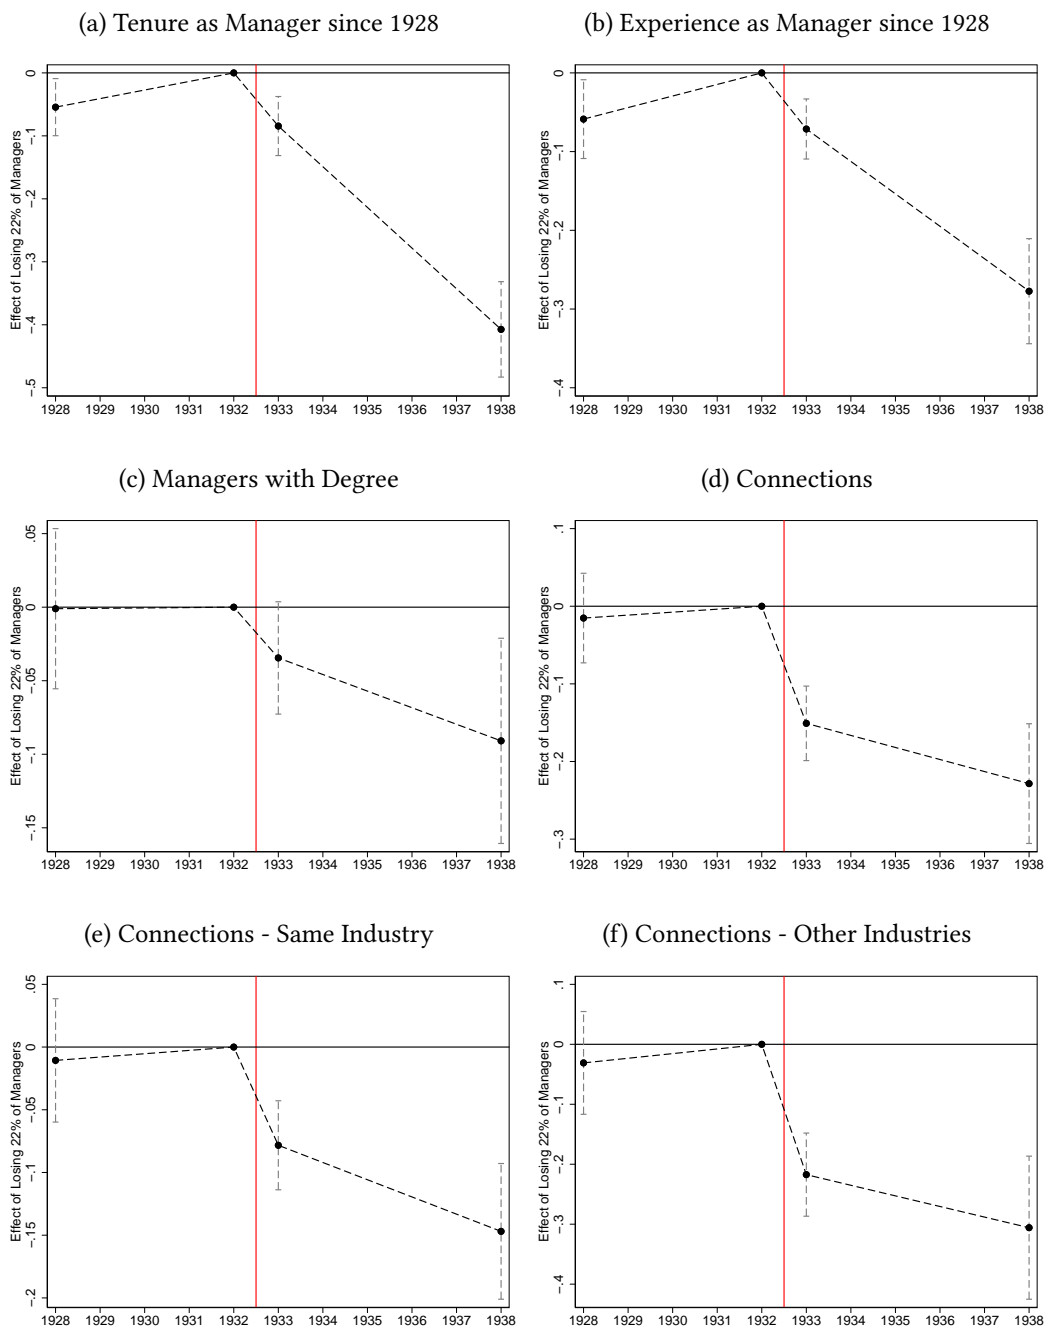 (a) Tenure as Manager since 1928
Effect of Losing 22% of Managers
0
-.1
-.2
-.3
-.4
-.5
1928 1929 1930 1931 1932 1933 1934 1935 1936 1937 1938
(b) Experience as Manager since 1928
Effect of Losing 22% of Managers
0
-.1
-.2
-.3
-.4
1928 1929 1930 1931 1932 1933 1934 1935 1936 1937 1938
(c) Managers with Degree
Effect of Losing 22% of Managers
.05
0
-.05
-.1
-.15
1928 1929 1930 1931 1932 1933 1934 1935 1936 1937 1938
(d) Connections
Effect of Losing 22% of Managers
.1
0
-.1
-.2
-.3
1928 1929 1930 1931 1932 1933 1934 1935 1936 1937 1938
(e) Connections - Same Industry
Effect of Losing 22% of Managers
.05
0
-.05
-.1
-.15
-.2
1928 1929 1930 1931 1932 1933 1934 1935 1936 1937 1938
(f) Connections - Other Industries
Effect of Losing 22% of Managers
.1
0
-.1
-.2
-.3
-.4
1928 1929 1930 1931 1932 1933 1934 1935 1936 1937 1938